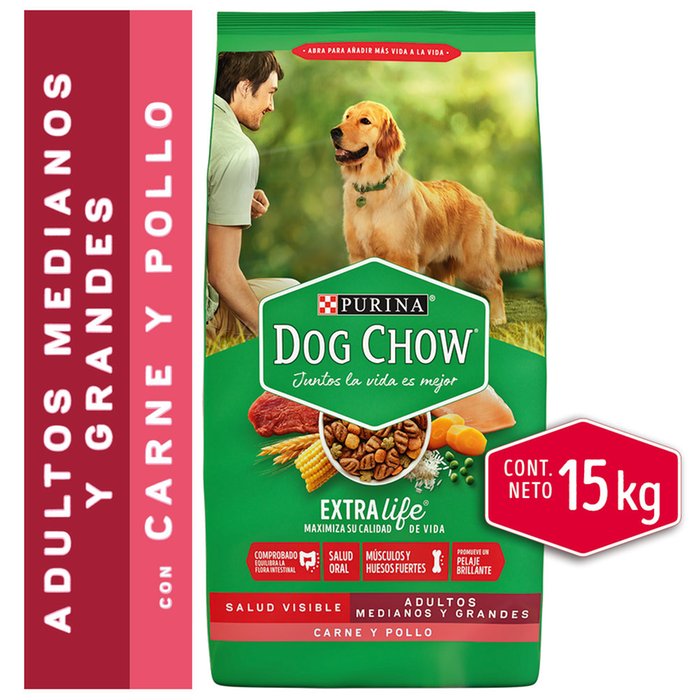 ADULTOS MEDIANOS
Y GRANDES
CON CARNE Y POLLO
ABRA PARA AÑADIR MÁS VIDA A LA VIDA
PURINA®
DOG CHOW®
Juntos la vida es mejor
CONT.
NETO 15 kg
EXTRA life®
MAXIMIZA SU CALIDAD DE VIDA
COMPROBADO
EQUILIBRA LA
FLORA INTESTINAL
SALUD
ORAL
MÚSCULOS Y
HUESOS FUERTES
PROMUEVE UN
PELAJE
BRILLANTE
SALUD VISIBLE
ADULTOS
MEDIANOS Y GRANDES
CARNE Y POLLO